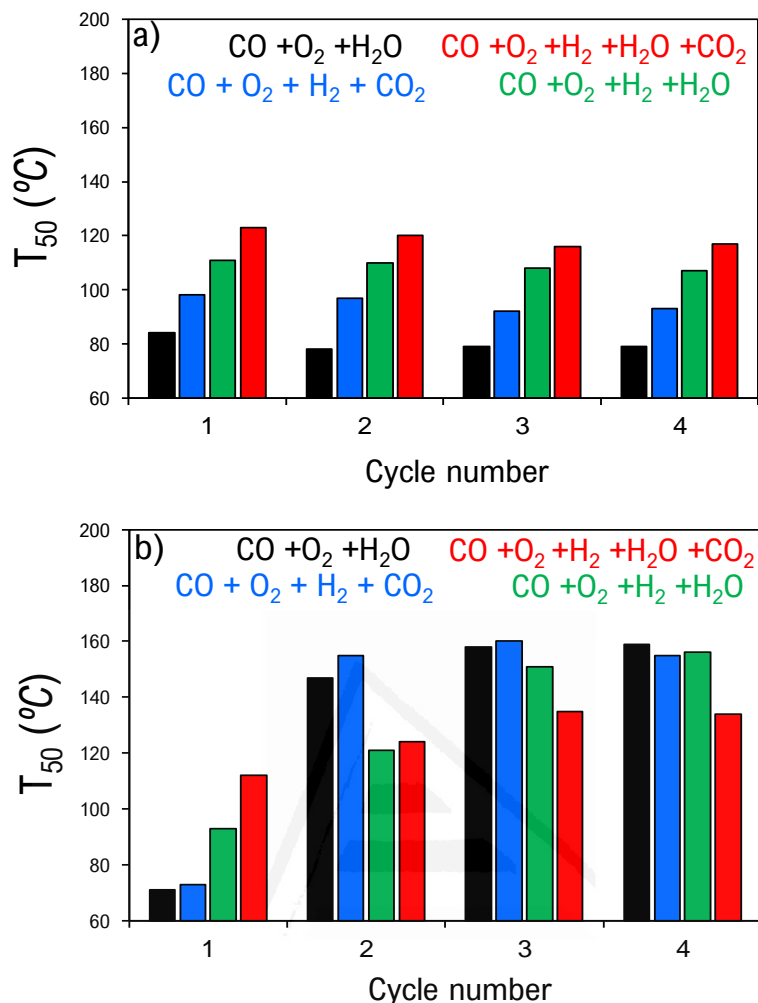 a)
CO +O₂ +H₂O CO +O₂ +H₂ +H₂O +CO₂
CO + O₂ + H₂ + CO₂ CO +O₂ +H₂ +H₂O
T₅₀ (ºC)
200
180
160
140
120
100
80
60
1 2 3 4
Cycle number
b)
CO +O₂ +H₂O CO +O₂ +H₂ +H₂O +CO₂
CO + O₂ + H₂ + CO₂ CO +O₂ +H₂ +H₂O
T₅₀ (ºC)
200
180
160
140
120
100
80
60
1 2 3 4
Cycle number